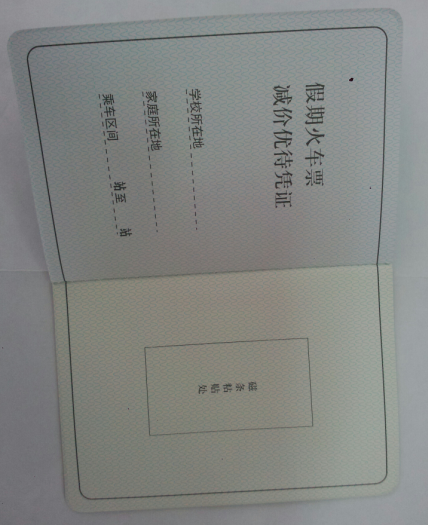 假期火车票
减价优待凭证
学校所在地
家庭所在地
乘车区间 站至 站
磁条粘贴处